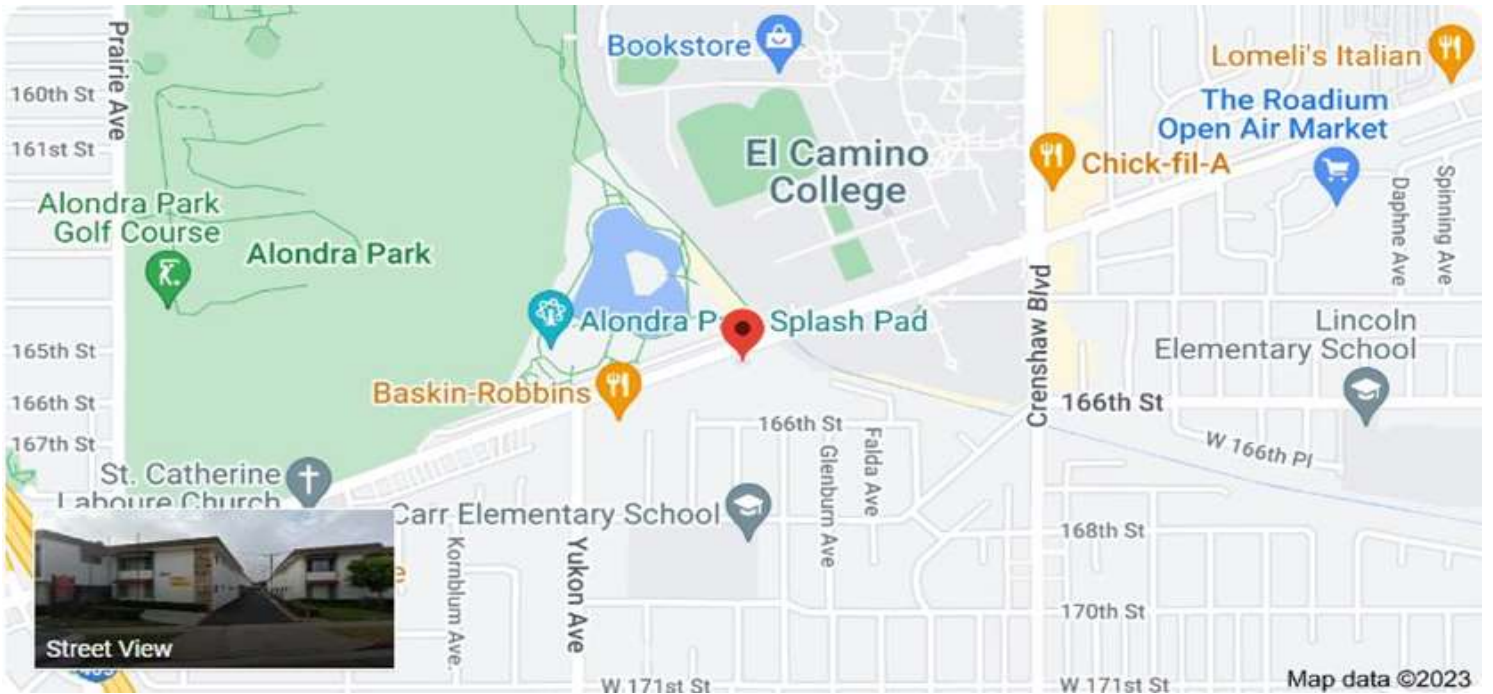 Prairie Ave
Bookstore
Lomeli's Italian
160th St
The Roadium
Open Air Market
161st St
El Camino
College
Chick-fil-A
Daphne Ave
Spinning Ave
Alondra Park
Golf Course
Alondra Park
Crenshaw Blvd
Alondra P
Splash Pad
Lincoln
Elementary School
165th St
Baskin-Robbins
166th St
166th St
166th St
Falda Ave
Glenburn Ave
W 166th Pl
167th St
St. Catherine
Laboure Church
Carr Elementary School
168th St
Kornblum Ave.
Yukon Ave
e
170th St
Street View
405
W 171st St
W 171st St
Map data ©2023